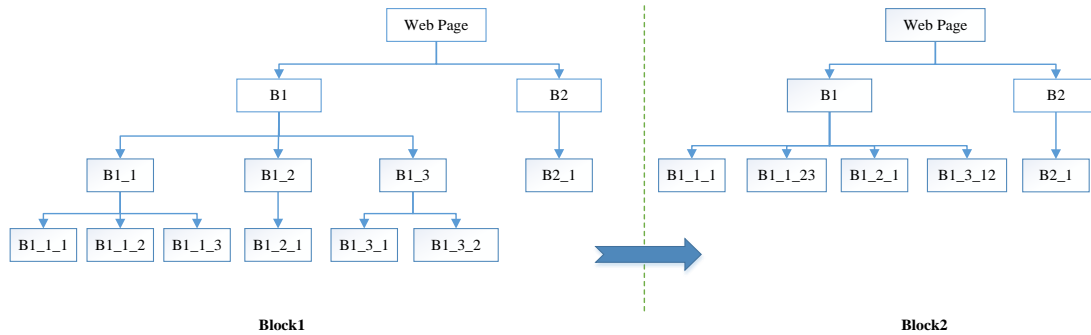 Web Page
Web Page
B1
B2
B1
B2
B1_1
B1_2
B1_3
B2_1
B1_1_1
B1_1_23
B1_2_1
B1_3_12
B2_1
B1_1_1
B1_1_2
B1_1_3
B1_2_1
B1_3_1
B1_3_2
Block1
Block2